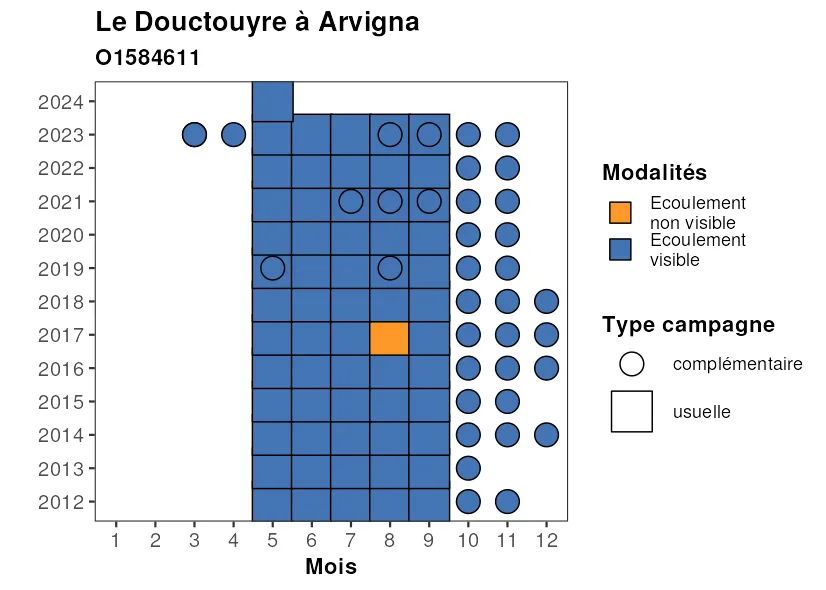 Le Douctouyre à Arvigna
O1584611
2024
2023
2022
2021
2020
2019
2018
2017
2016
2015
2014
2013
2012
1 2 3 4 5 6 7 8 9 10 11 12
Mois
Modalités
Ecoulement
non visible
Ecoulement
visible
Type campagne
complémentaire
usuelle